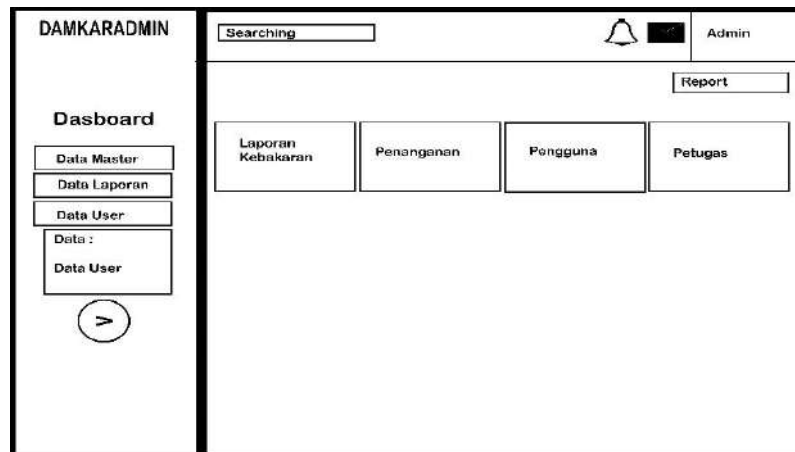 DAMKARADMIN
Searching
Admin
Report
Dasboard
Data Master
Data Laporan
Data User
Data :
Data User
>
Laporan
Kebakaran
Penanganan
Pengguna
Petugas